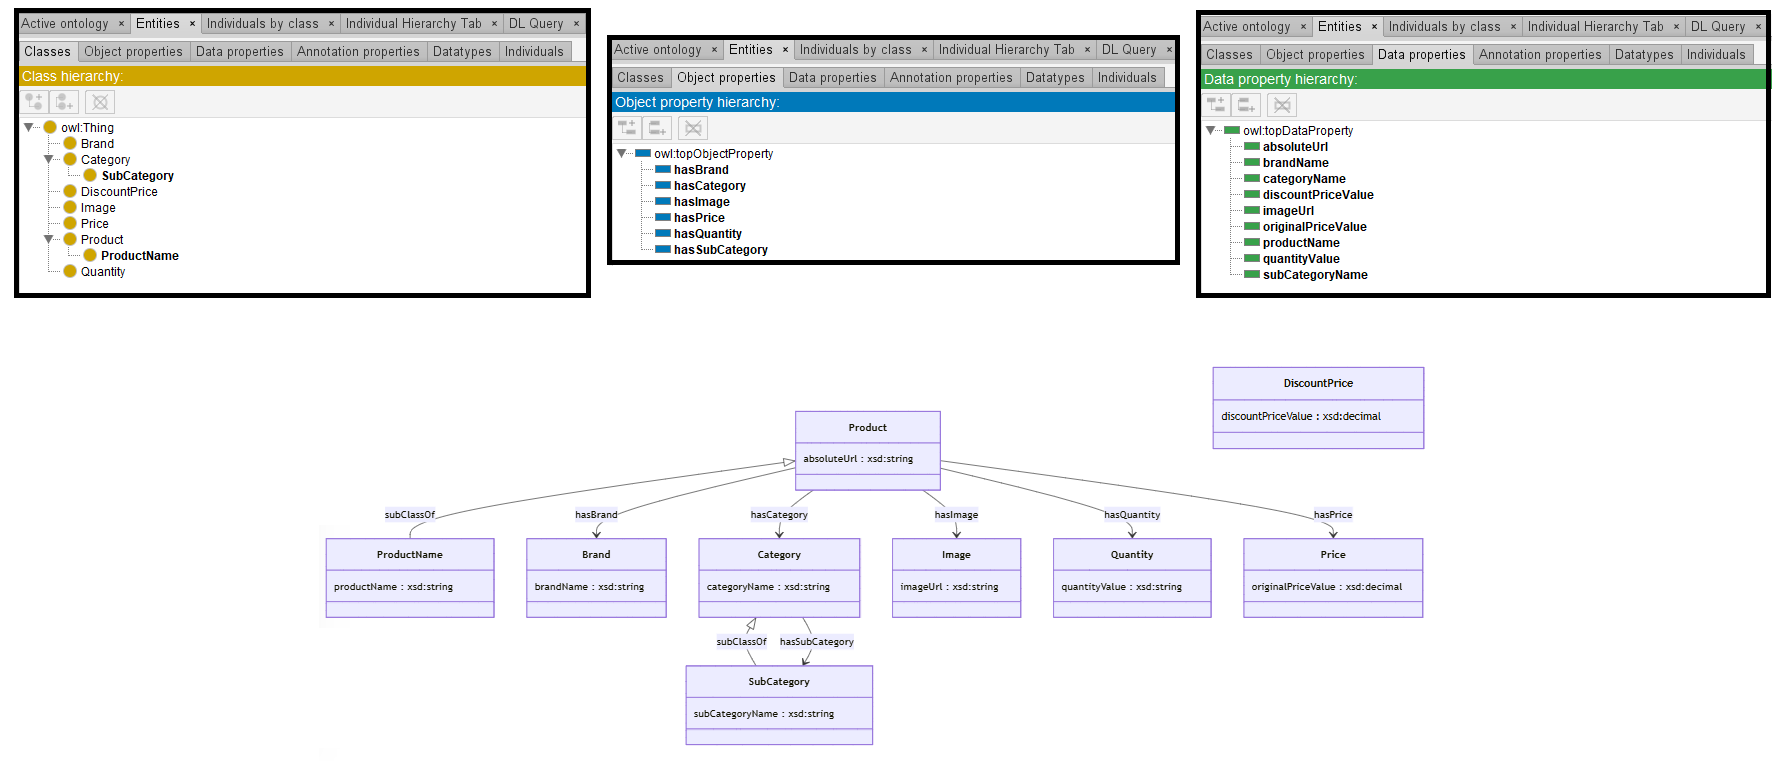 Active ontology × Entities × Individuals by class × Individual Hierarchy Tab × DL Query ×
Classes Object properties Data properties Annotation properties Datatypes Individuals
Class hierarchy:
owl:Thing
Brand
Category
SubCategory
DiscountPrice
Image
Price
Product
ProductName
Quantity
Active ontology × Entities × Individuals by class × Individual Hierarchy Tab × DL Query ×
Classes Object properties Data properties Annotation properties Datatypes Individuals
Object property hierarchy:
owl:topObjectProperty
hasBrand
hasCategory
hasImage
hasPrice
hasQuantity
hasSubCategory
Active ontology × Entities × Individuals by class × Individual Hierarchy Tab × DL Query ×
Classes Object properties Data properties Annotation properties Datatypes Individuals
Data property hierarchy:
owl:topDataProperty
absoluteUrl
brandName
categoryName
discountPriceValue
imageUrl
originalPriceValue
productName
quantityValue
subCategoryName
DiscountPrice
discountPriceValue : xsd:decimal
Product
absoluteUrl : xsd:string
subClassOf
hasBrand
hasCategory
hasImage
hasQuantity
hasPrice
ProductName
productName : xsd:string
Brand
brandName : xsd:string
Category
categoryName : xsd:string
Image
imageUrl : xsd:string
Quantity
quantityValue : xsd:string
Price
originalPriceValue : xsd:decimal
subClassOf
hasSubCategory
SubCategory
subCategoryName : xsd:string